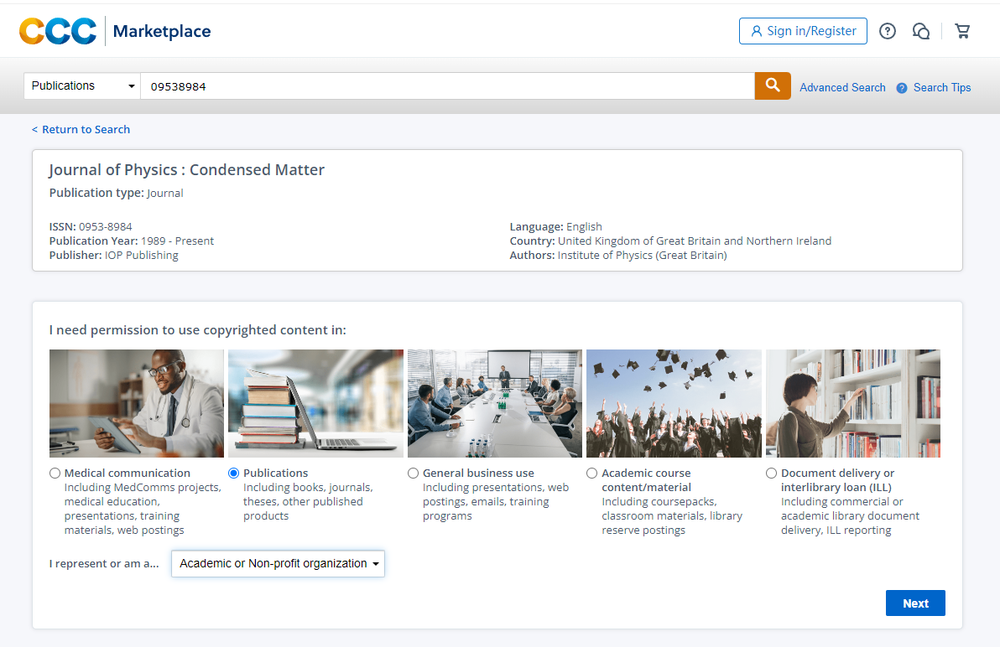 CCC Marketplace
Sign in/Register
Publications
09538984
Advanced Search
? Search Tips
< Return to Search
Journal of Physics : Condensed Matter
Publication type: Journal
ISSN: 0953-8984
Publication Year: 1989 - Present
Publisher: IOP Publishing
Language: English
Country: United Kingdom of Great Britain and Northern Ireland
Authors: Institute of Physics (Great Britain)
I need permission to use copyrighted content in:
Medical communication
Including MedComms projects,
medical education,
presentations, training
materials, web postings
Publications
Including books, journals,
theses, other published
products
General business use
Including presentations, web
postings, emails, training
programs
Academic course
content/material
Including coursepacks,
classroom materials, library
reserve postings
Document delivery or
interlibrary loan (ILL)
Including commercial or
academic library document
delivery, ILL reporting
I represent or am a...
Academic or Non-profit organization
Next